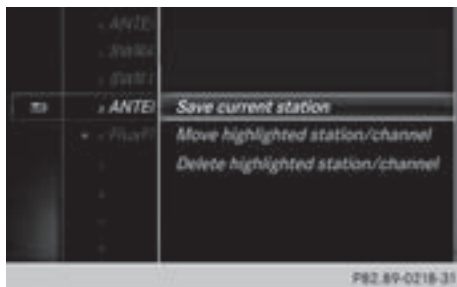 ANTE
ANTE
Save current station
Move highlighted station/channel
Delete highlighted station/channel
P82.89-0218-31